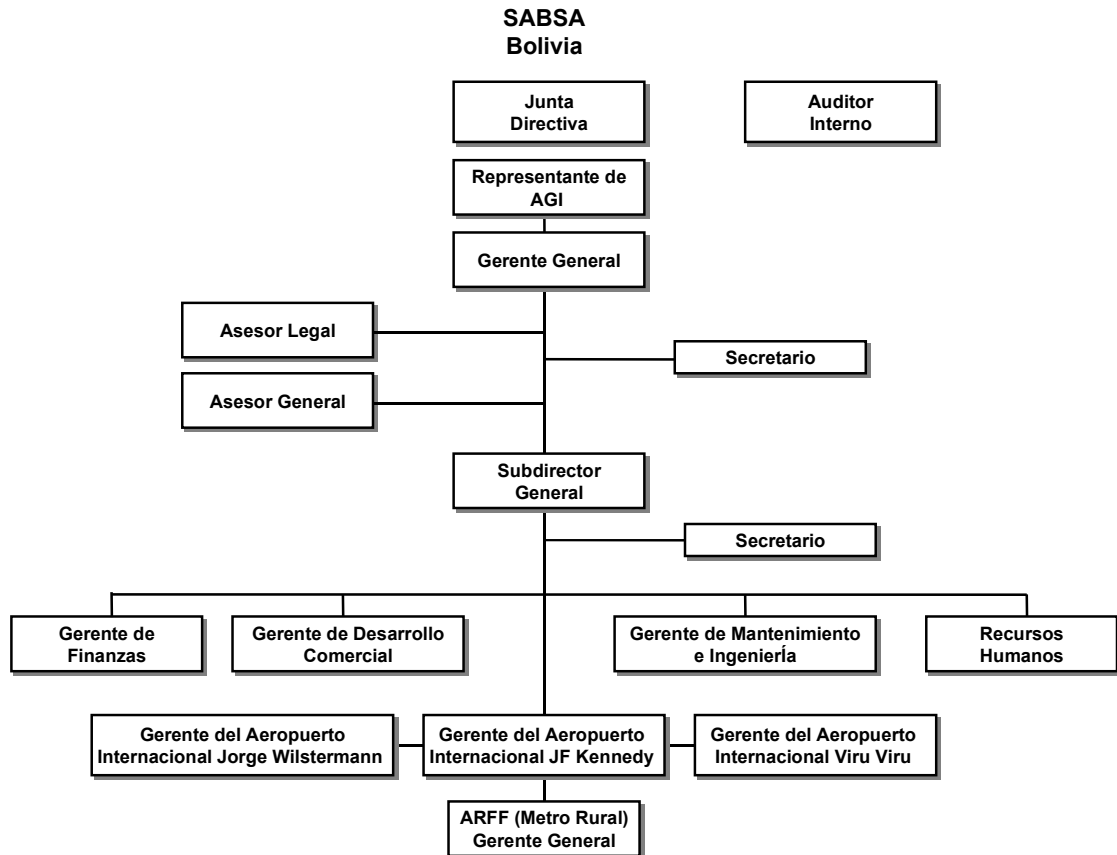 SABSA
Bolivia
Junta
Directiva
Auditor
Interno
Representante de
AGI
Gerente General
Asesor Legal
Secretario
Asesor General
Subdirector
General
Secretario
Gerente de
Finanzas
Gerente de Desarrollo
Comercial
Gerente de Mantenimiento
e IngenierÍa
Recursos
Humanos
Gerente del Aeropuerto
Internacional Jorge Wilstermann
Gerente del Aeropuerto
Internacional JF Kennedy
Gerente del Aeropuerto
Internacional Viru Viru
ARFF (Metro Rural)
Gerente General